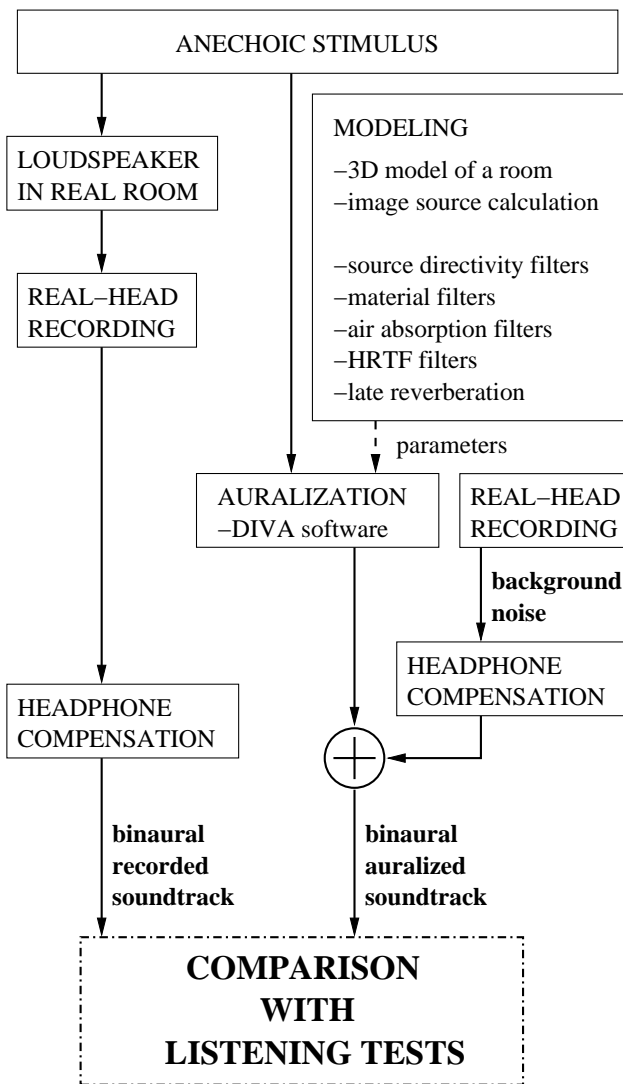 ANECHOIC STIMULUS
LOUDSPEAKER
IN REAL ROOM
REAL−HEAD
RECORDING
MODELING
−3D model of a room
−image source calculation
−source directivity filters
−material filters
−air absorption filters
−HRTF filters
−late reverberation
parameters
AURALIZATION
−DIVA software
REAL−HEAD
RECORDING
background
noise
HEADPHONE
COMPENSATION
HEADPHONE
COMPENSATION
binaural
recorded
soundtrack
binaural
auralized
soundtrack
COMPARISON
WITH
LISTENING TESTS